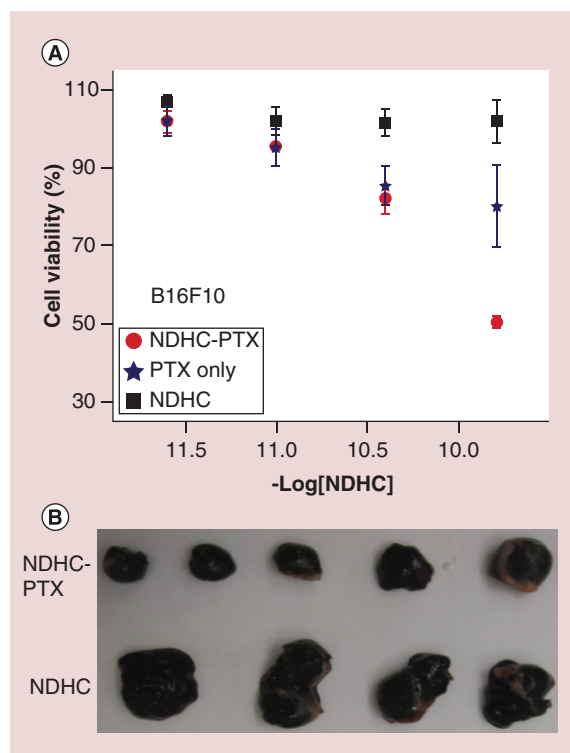 A
110
90
70
50
30
Cell viability (%)
B16F10
NDHC-PTX
PTX only
NDHC
11.5 11.0 10.5 10.0
-Log[NDHC]
B
NDHC-
PTX
NDHC